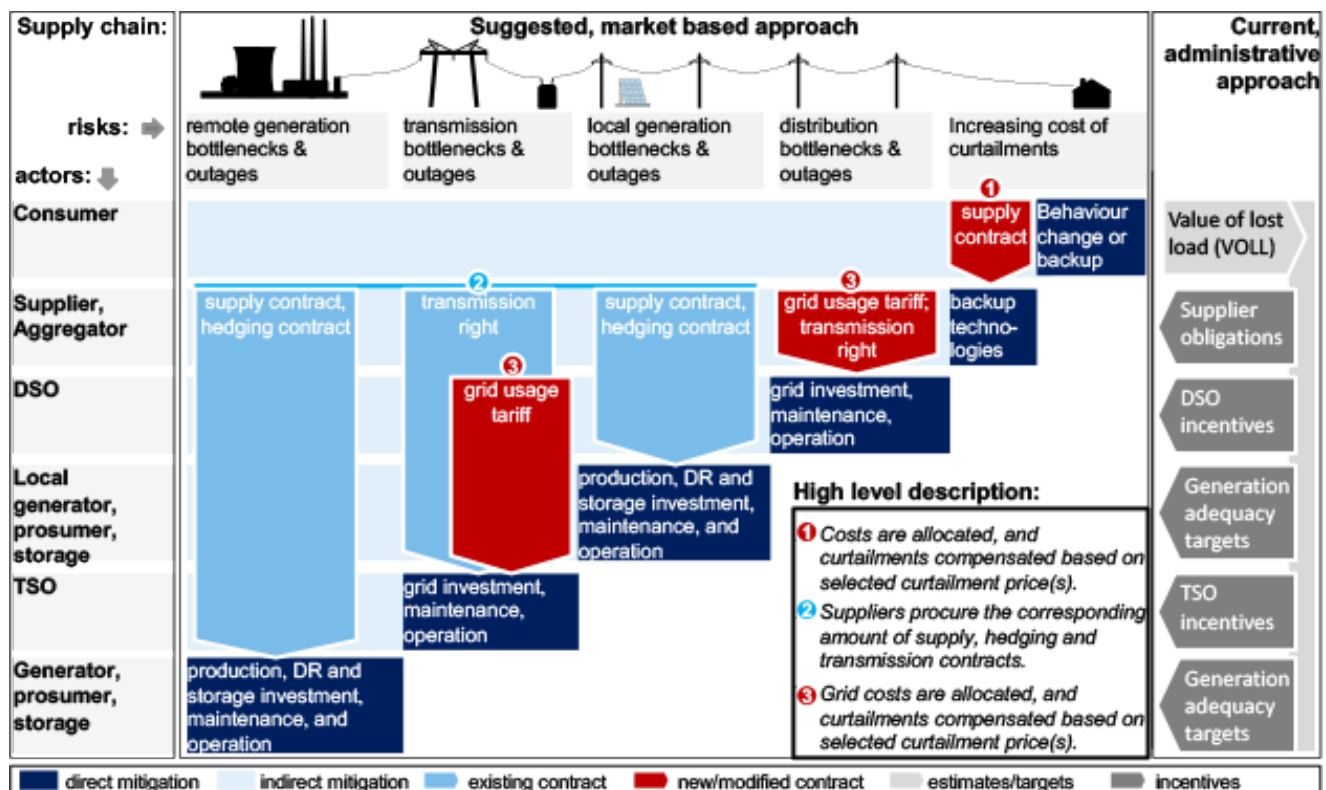 Supply chain:
Suggested, market based approach
Current,
administrative
approach
risks:
remote generation
bottlenecks &
outages
transmission
bottlenecks &
outages
local generation
bottlenecks &
outages
distribution
bottlenecks &
outages
Increasing cost of
curtailments
actors:
Consumer
1
supply
contract
Behaviour
change or
backup
Value of lost
load (VOLL)
Supplier,
Aggregator
supply contract,
hedging contract
2
transmission
right
supply contract,
hedging contract
3
grid usage tariff;
transmission
right
backup
techno-
logies
Supplier
obligations
DSO
3
grid usage
tariff
grid investment,
maintenance,
operation
DSO
incentives
Local
generator,
prosumer,
storage
production, DR and
storage investment,
maintenance, and
operation
Generation
adequacy
targets
TSO
grid investment,
maintenance,
operation
TSO
incentives
Generator,
prosumer,
storage
production, DR and
storage investment,
maintenance, and
operation
Generation
adequacy
targets
High level description:
1 Costs are allocated, and
curtailments compensated based on
selected curtailment price(s).
2 Suppliers procure the corresponding
amount of supply, hedging and
transmission contracts.
3 Grid costs are allocated, and
curtailments compensated based on
selected curtailment price(s).
direct mitigation
indirect mitigation
existing contract
new/modified contract
estimates/targets
incentives